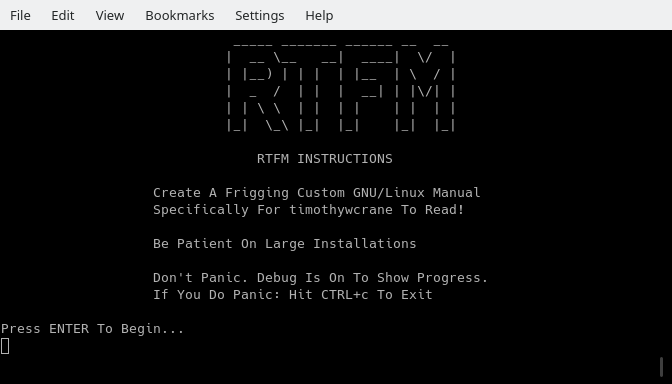 File Edit View Bookmarks Settings Help
RTFM
RTFM INSTRUCTIONS
Create A Frigging Custom GNU/Linux Manual
Specifically For timothywcrane To Read!
Be Patient On Large Installations
Don't Panic. Debug Is On To Show Progress.
If You Do Panic: Hit CTRL+c To Exit
Press ENTER To Begin...